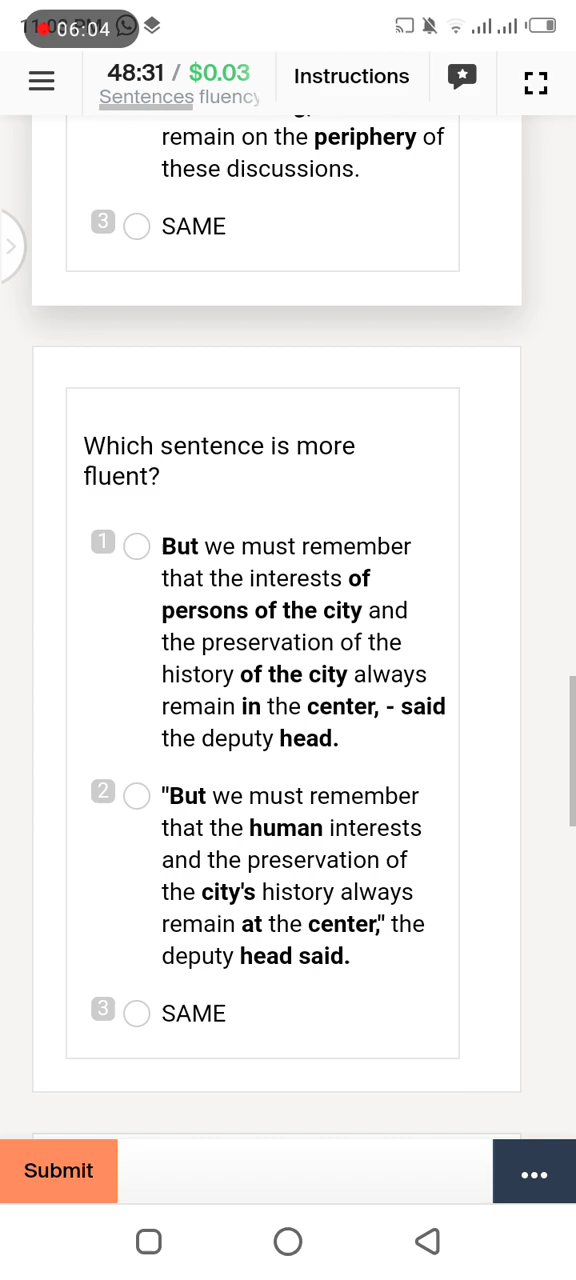 06:04
48:31 / $0.03
Sentences fluency
Instructions
remain on the periphery of
these discussions.
3 SAME
Which sentence is more
fluent?
1 But we must remember
that the interests of
persons of the city and
the preservation of the
history of the city always
remain in the center, - said
the deputy head.
2 "But we must remember
that the human interests
and the preservation of
the city's history always
remain at the center," the
deputy head said.
3 SAME
Submit